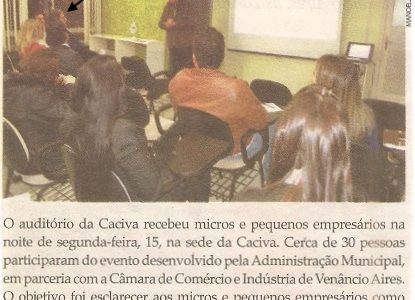 MANOEL
O auditório da Caciva recebeu micros e pequenos empresários na
noite de segunda-feira, 15, na sede da Caciva. Cerca de 30 pessoas
participaram do evento desenvolvido pela Administração Municipal,
em parceria com a Câmara de Comércio e Indústria de Venâncio Aires.
O objetivo foi esclarecer aos micros e pequenos empresários como